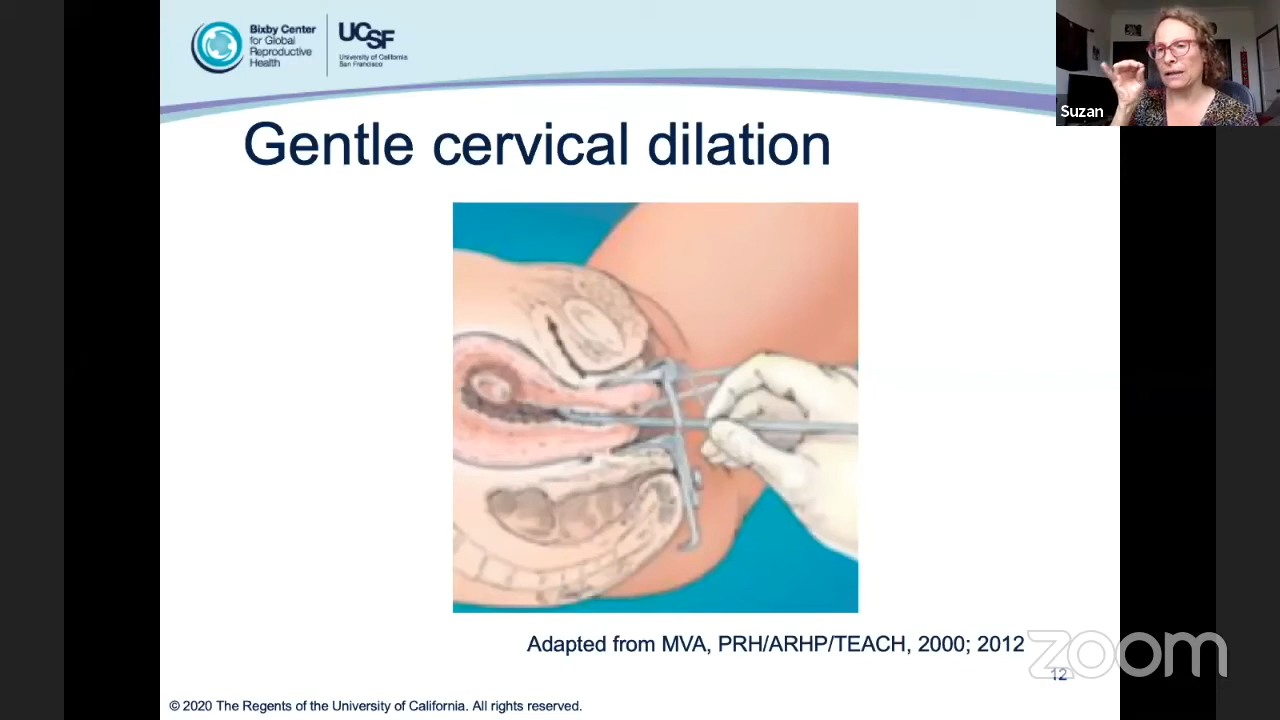 Bixby Center
for Global
Reproductive
Health
UCSF
University of California
San Francisco
Suzan
Gentle cervical dilation
Adapted from MVA, PRH/ARHP/TEACH, 2000; 2012
zoom
12
© 2020 The Regents of the University of California. All rights reserved.